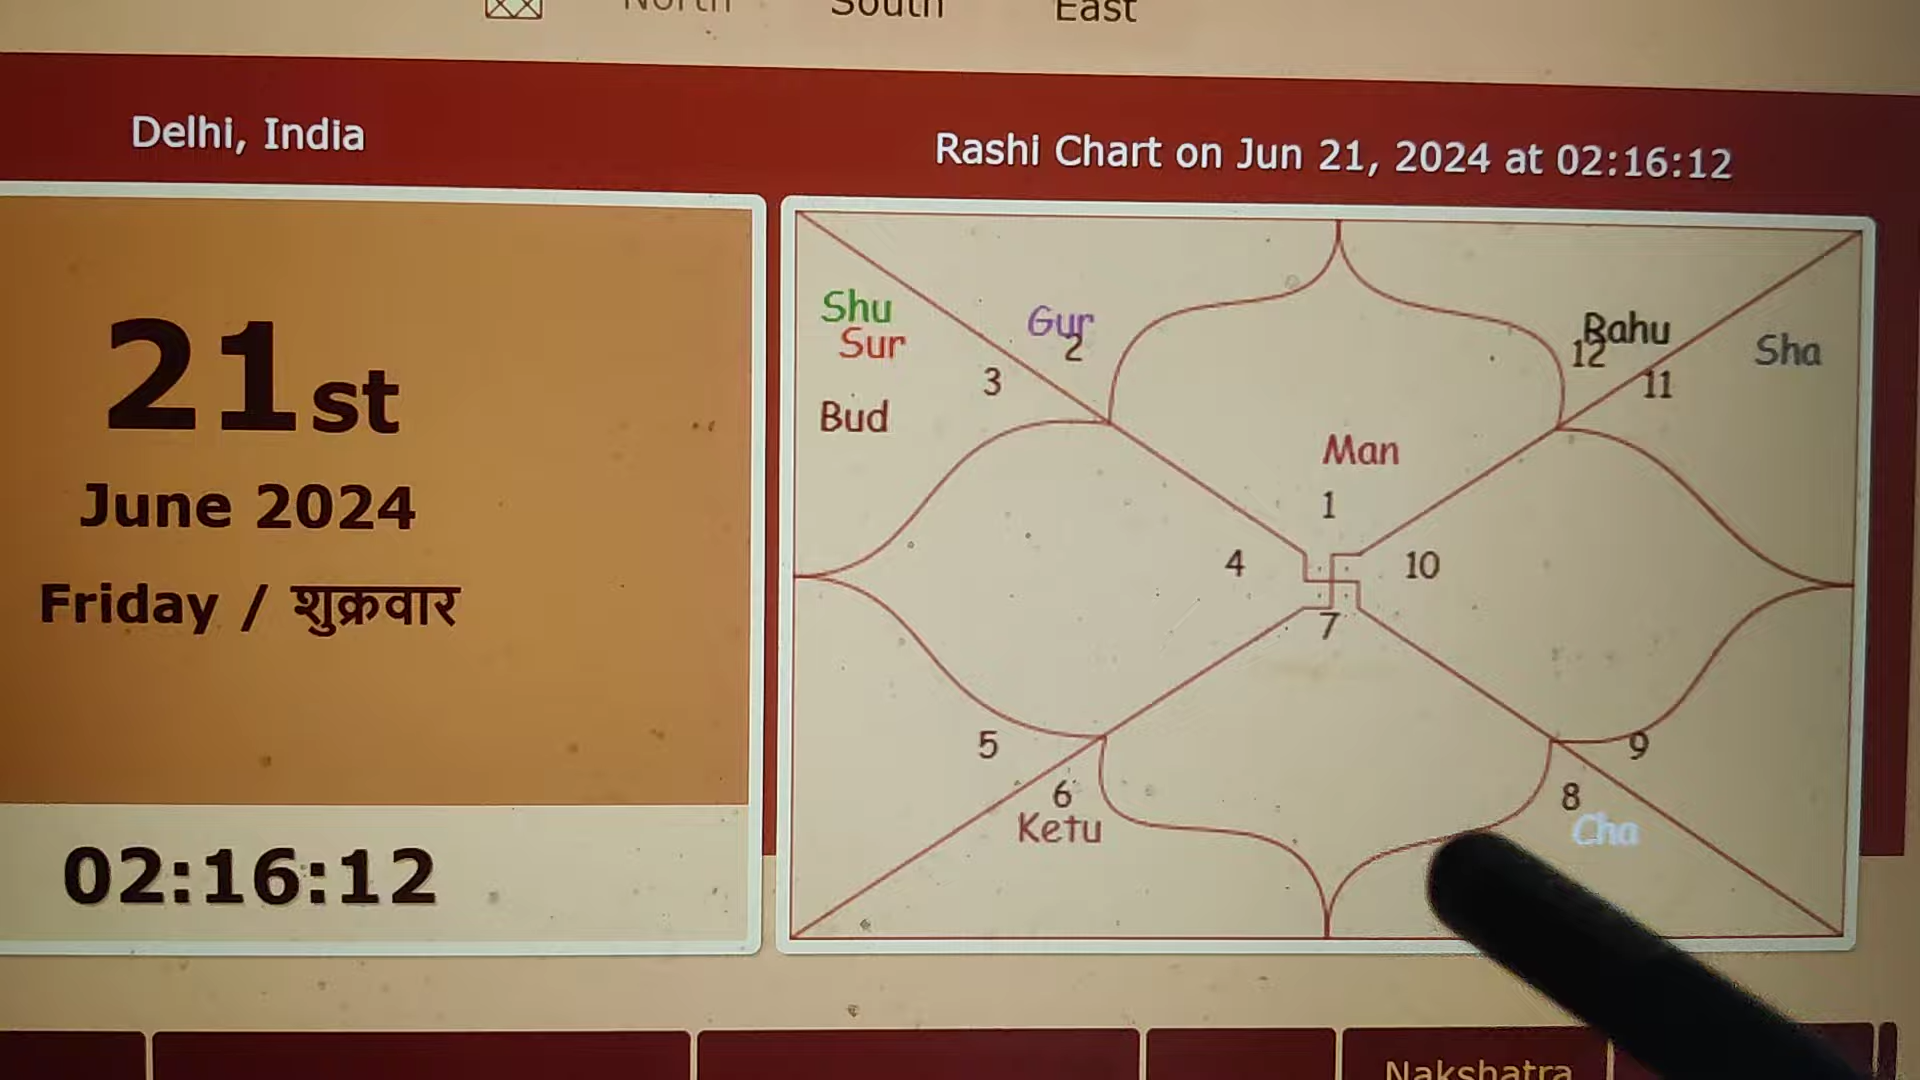 North South East
Delhi, India
Rashi Chart on Jun 21, 2024 at 02:16:12
21st
June 2024
Friday / शुक्रवार
02:16:12
Shu
Sur
Bud
3
Gur
2
Rahu
12
11
Sha
Man
1
4
10
7
5
6
Ketu
9
8
Cha
Nakshatra